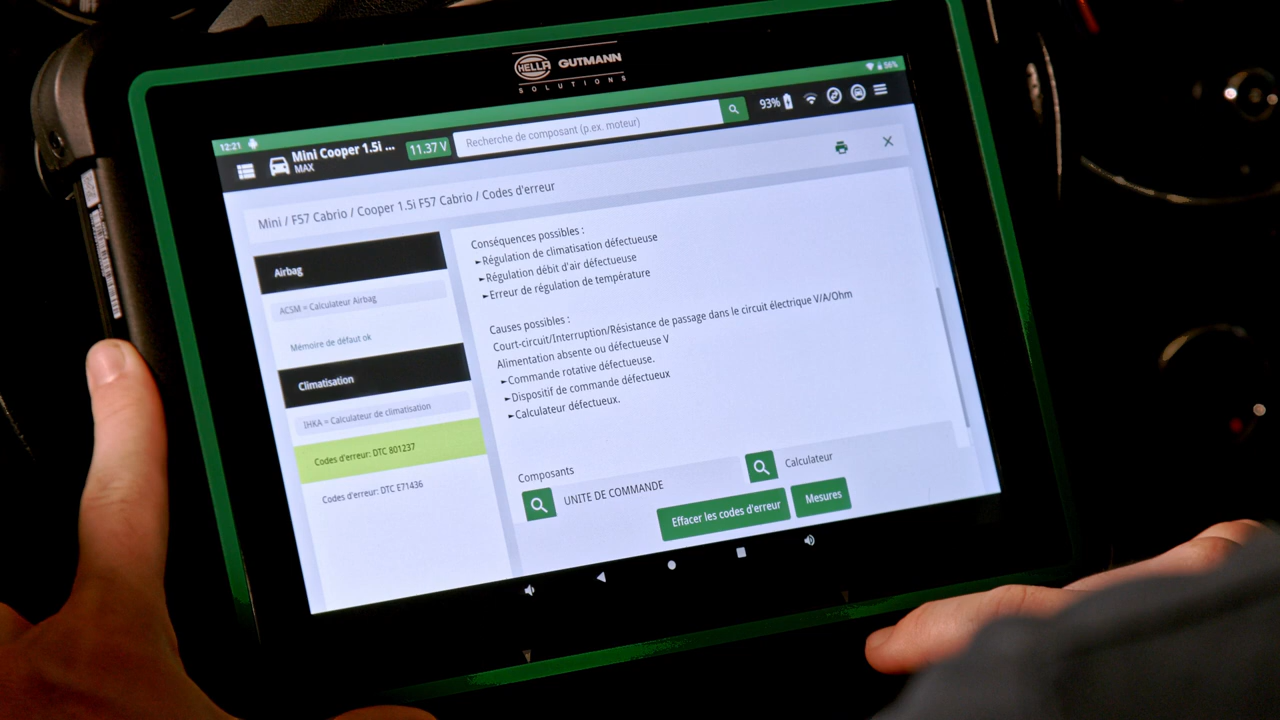 HELLA GUTMANN
SOLUTIONS
12:21
56%
Mini Cooper 1.5i ...
MAX
11.37 V
Recherche de composant (p.ex. moteur)
93%
Mini / F57 Cabrio / Cooper 1.5i F57 Cabrio / Codes d'erreur
Airbag
ACSM = Calculateur Airbag
Mémoire de défaut ok
Climatisation
IHKA = Calculateur de climatisation
Codes d'erreur: DTC 801237
Codes d'erreur: DTC E71436
Conséquences possibles :
►Régulation de climatisation défectueuse
►Régulation débit d'air défectueuse
►Erreur de régulation de température
Causes possibles :
Court-circuit/Interruption/Résistance de passage dans le circuit électrique V/A/Ohm
Alimentation absente ou défectueuse V
►Commande rotative défectueuse.
►Dispositif de commande défectueux
►Calculateur défectueux.
Composants
UNITE DE COMMANDE
Calculateur
Effacer les codes d'erreur
Mesures